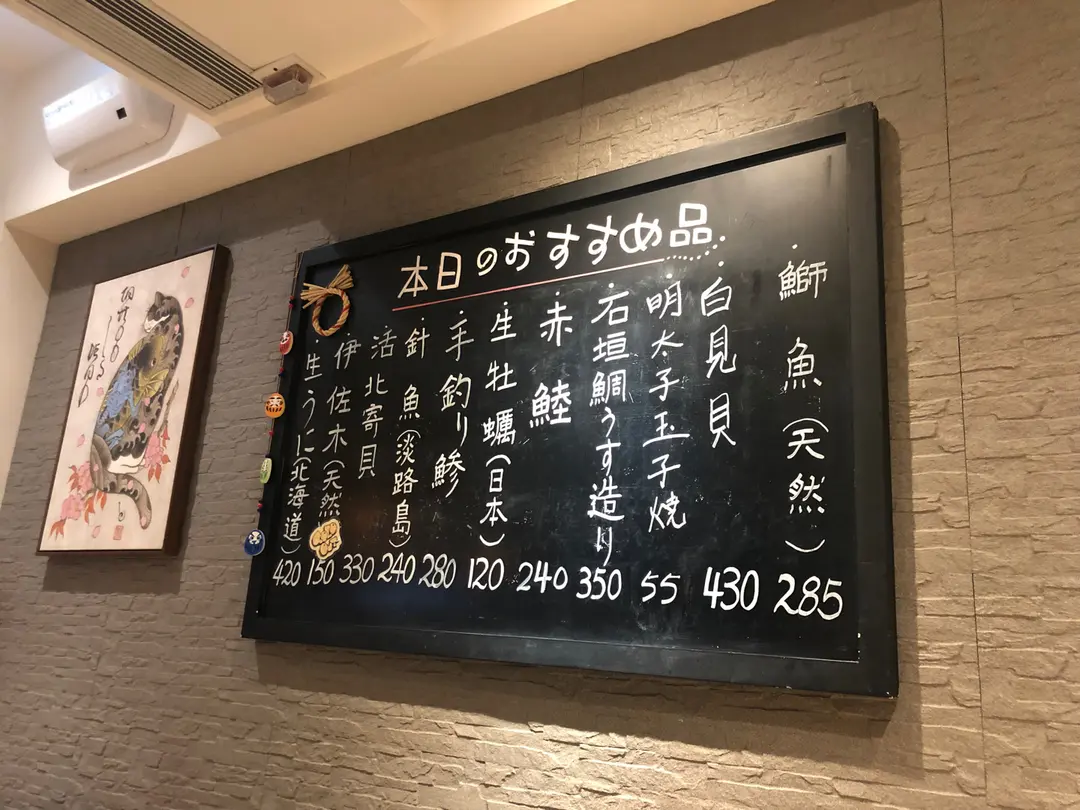 本日のおすすめ品
鰤魚(天然) 285
白見貝 430
明太子玉子焼 55
石垣鯛うす造り 350
赤鯥 240
生牡蠣(日本) 120
手釣り鯵 280
針魚(淡路島) 240
活北寄貝 330
伊佐木(天然 150
生うに(北海道) 420